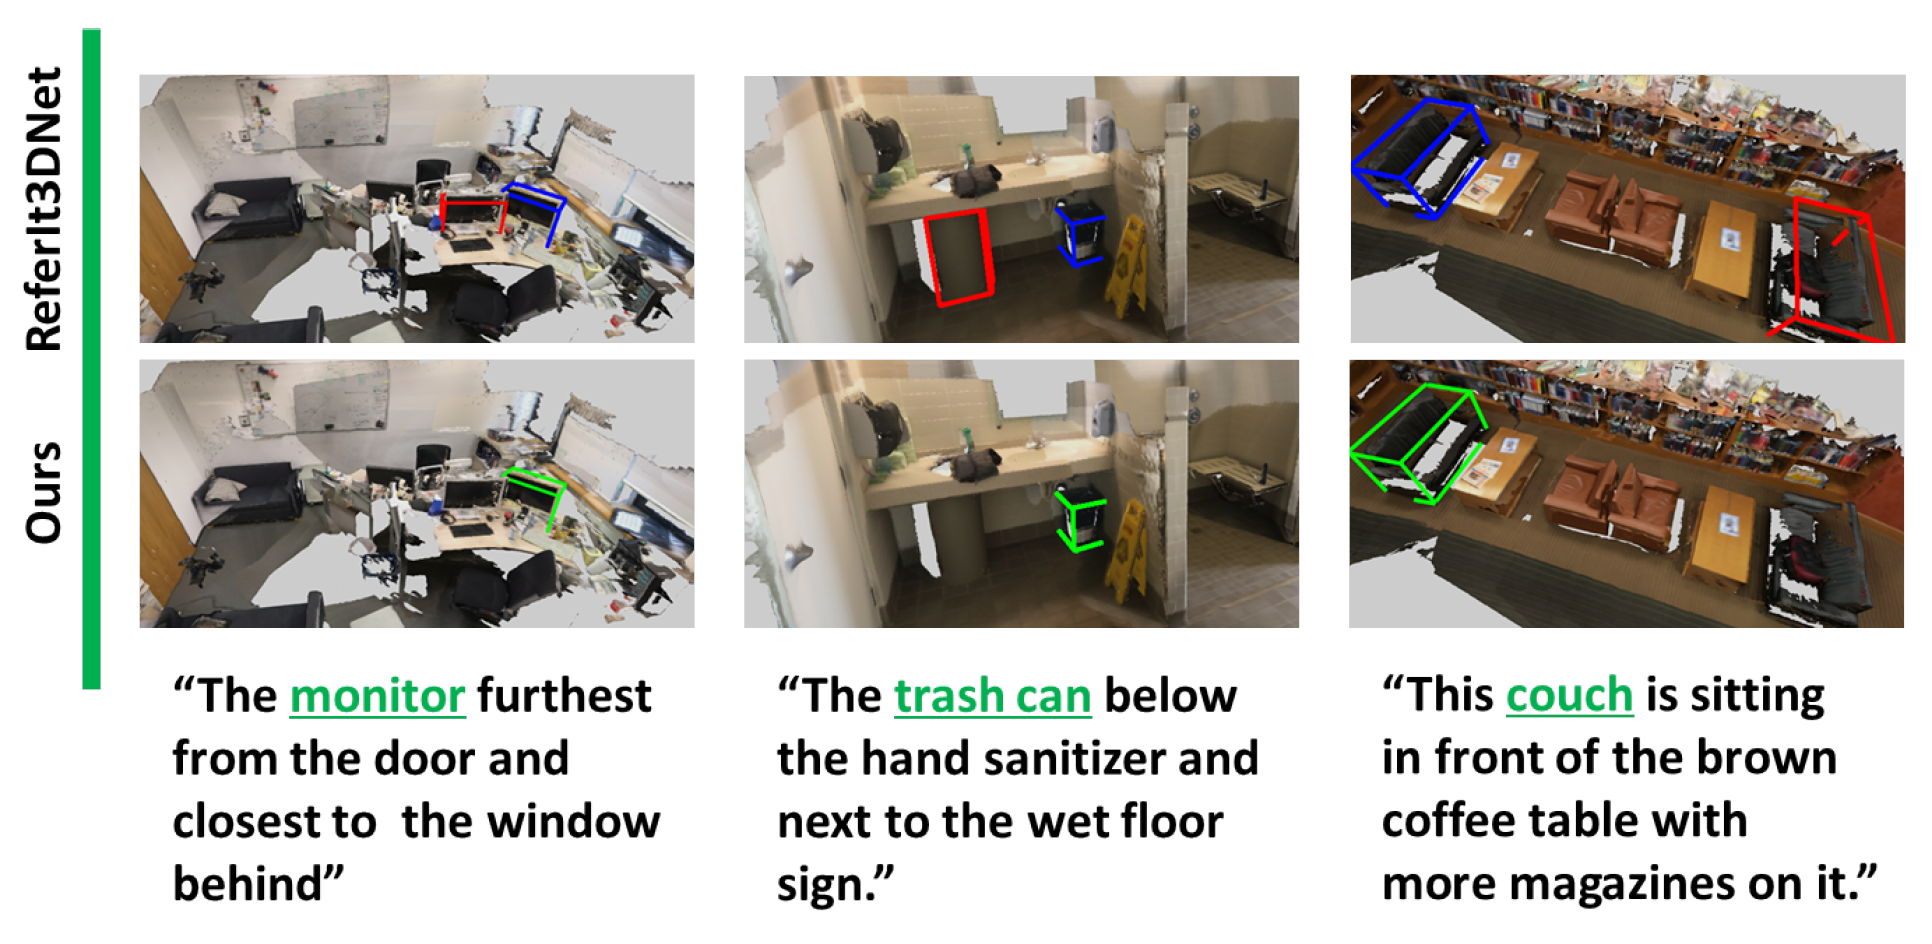 ReferIt3DNet
Ours
“The monitor furthest
from the door and
closest to  the window
behind”
“The trash can below
the hand sanitizer and
next to the wet floor
sign.”
“This couch is sitting
in front of the brown
coffee table with
more magazines on it.”